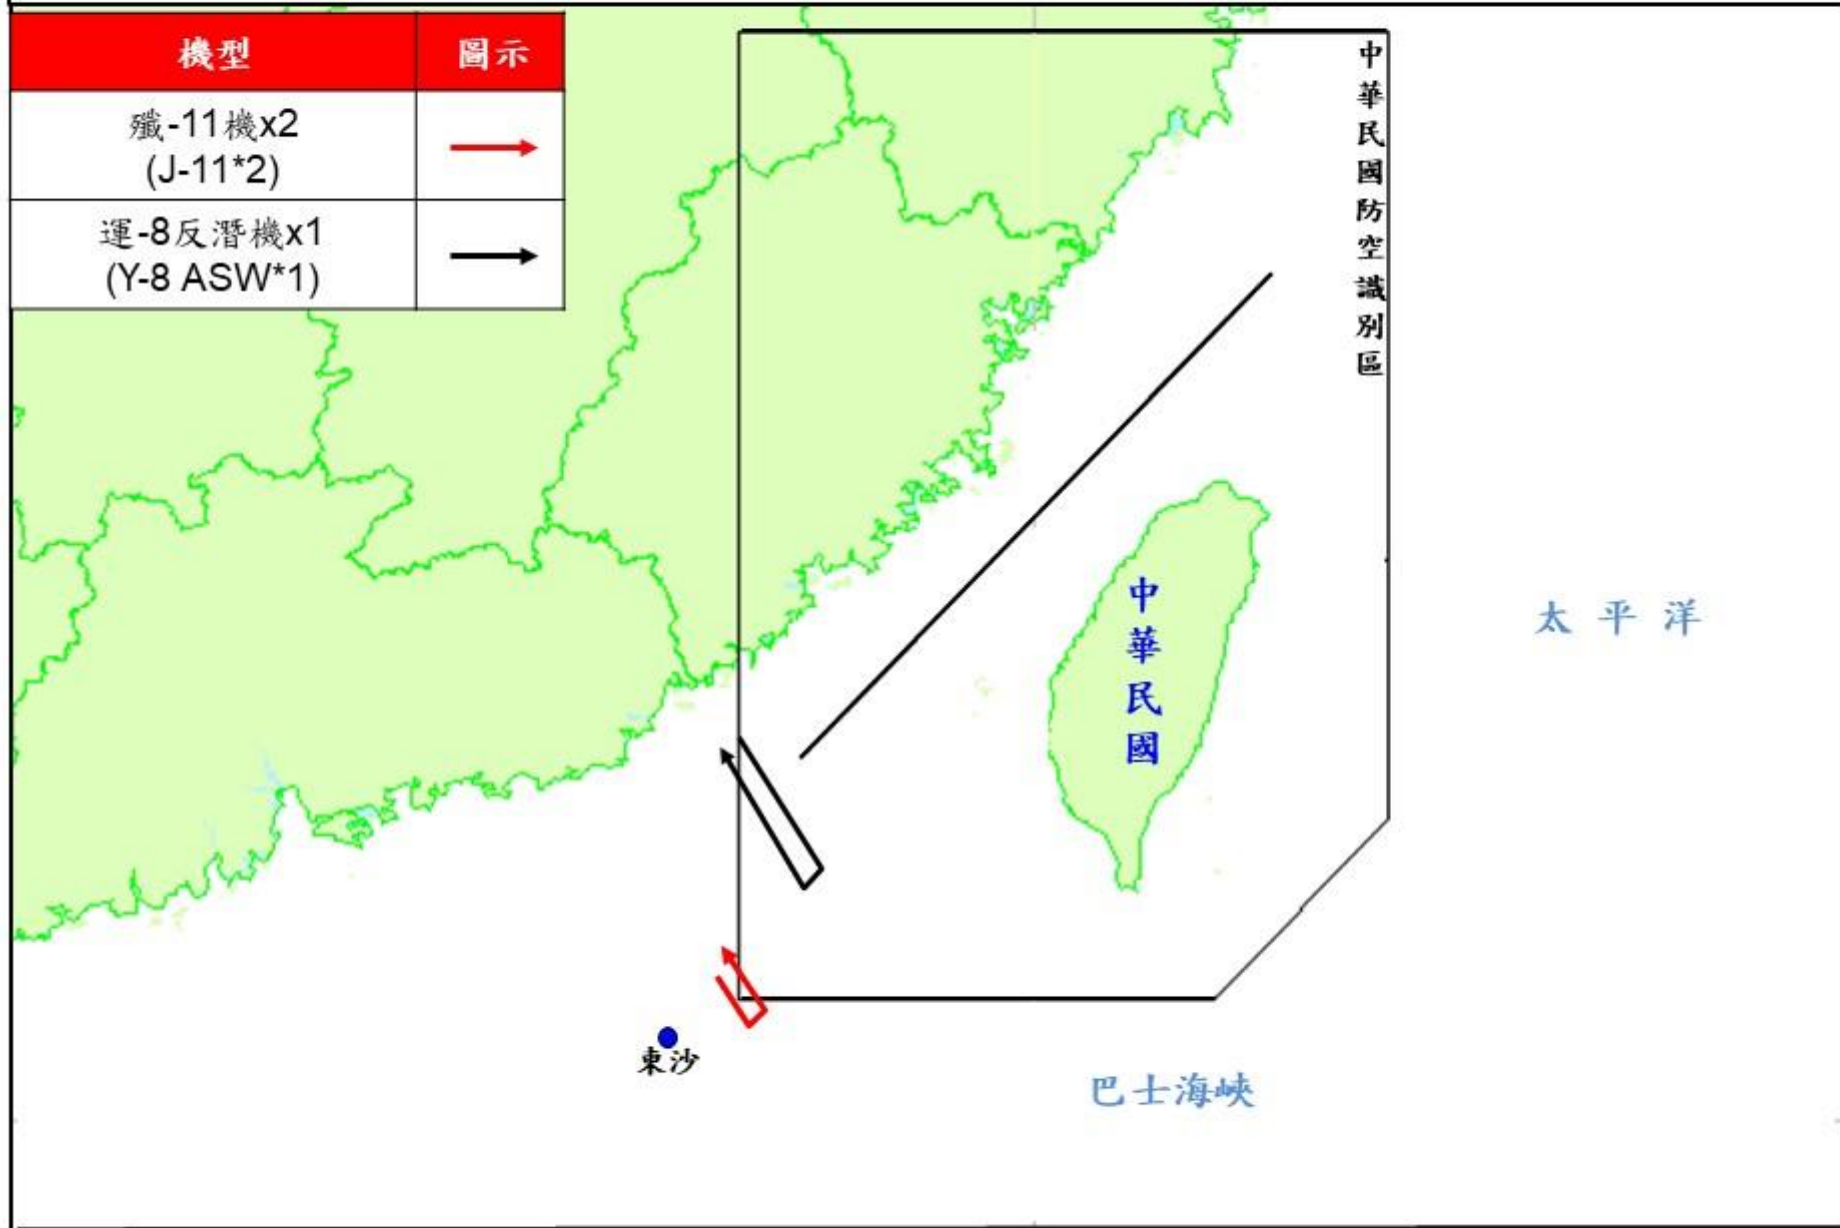 機型 圖示
殲-11機x2
(J-11*2)
運-8反潛機x1
(Y-8 ASW*1)
中華民國防空識別區
中華民國
太平洋
東沙
巴士海峽